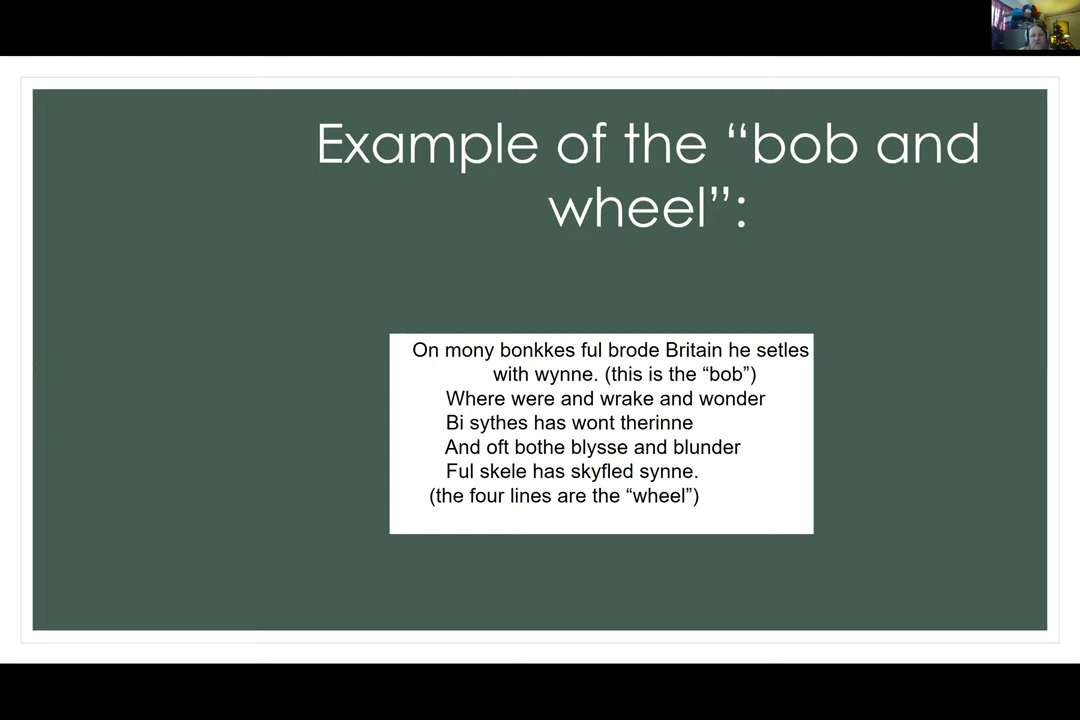 Example of the “bob and
wheel”:
On mony bonkkes ful brode Britain he setles
with wynne. (this is the “bob”)
Where were and wrake and wonder
Bi sythes has wont therinne
And oft bothe blysse and blunder
Ful skele has skyfled synne.
(the four lines are the “wheel”)